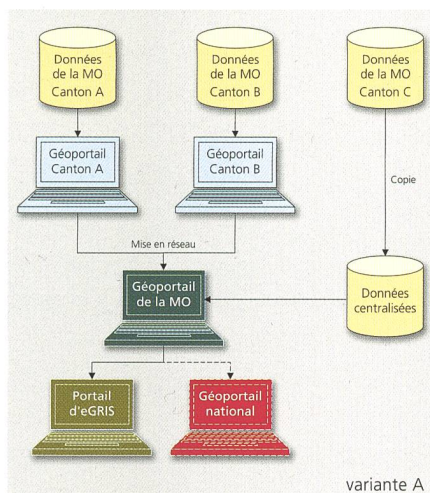 Données
de la MO
Canton A
Données
de la MO
Canton B
Données
de la MO
Canton C
Géoportail
Canton A
Géoportail
Canton B
Copie
Mise en réseau
Géoportail
de la MO
Données
centralisées
Portail
d'eGRIS
Géoportail
national
variante A